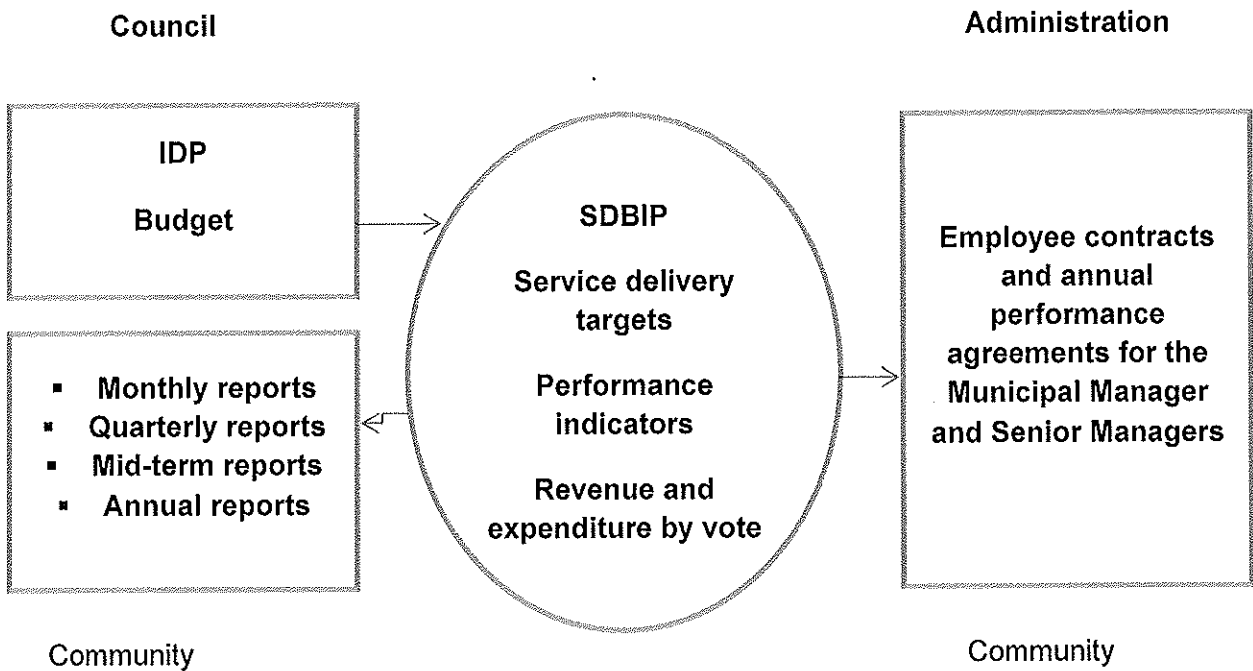 Council
Administration
IDP
Budget
▪ Monthly reports
▪ Quarterly reports
▪ Mid-term reports
▪ Annual reports
SDBIP
Service delivery
targets
Performance
indicators
Revenue and
expenditure by vote
Employee contracts
and annual
performance
agreements for the
Municipal Manager
and Senior Managers
Community
Community